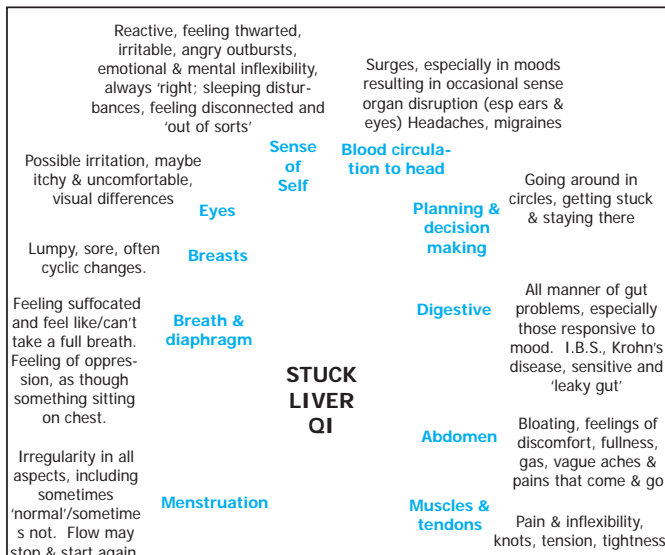 Reactive, feeling thwarted,
irritable, angry outbursts,
emotional & mental inflexibility,
always ‘right; sleeping distur-
bances, feeling disconnected and
‘out of sorts’
Sense
of
Self
Surges, especially in moods
resulting in occasional sense
organ disruption (esp ears &
eyes) Headaches, migraines
Blood circula-
tion to head
Possible irritation, maybe
itchy & uncomfortable,
visual differences
Eyes
Going around in
circles, getting stuck
& staying there
Planning &
decision
making
Lumpy, sore, often
cyclic changes.
Breasts
Feeling suffocated
and feel like/can’t
take a full breath.
Feeling of oppres-
sion, as though
something sitting
on chest.
Breath &
diaphragm
Digestive
All manner of gut
problems, especially
those responsive to
mood. I.B.S., Krohn’s
disease, sensitive and
‘leaky gut’
STUCK
LIVER
QI
Abdomen
Bloating, feelings of
discomfort, fullness,
gas, vague aches &
pains that come & go
Irregularity in all
aspects, including
sometimes
‘normal’/sometime
s not. Flow may
stop & start again
Menstruation
Muscles &
tendons
Pain & inflexibility,
knots, tension, tightness